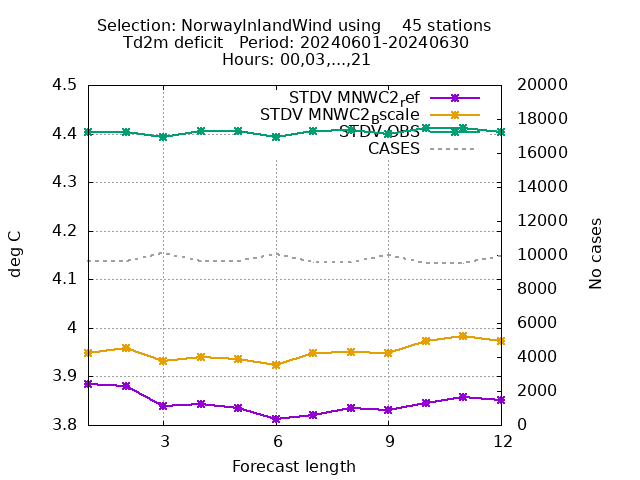 Selection: NorwayInlandWind using    45 stations
Td2m deficit   Period: 20240601-20240630
Hours: 00,03,...,21
4.5
4.4
4.3
4.2
4.1
4
3.9
3.8
deg C
STDV MNWC2_ref
STDV MNWC2_Bscale
STDV OBS
CASES
20000
18000
16000
14000
12000
10000
8000
6000
4000
2000
0
No cases
3 6 9 12
Forecast length